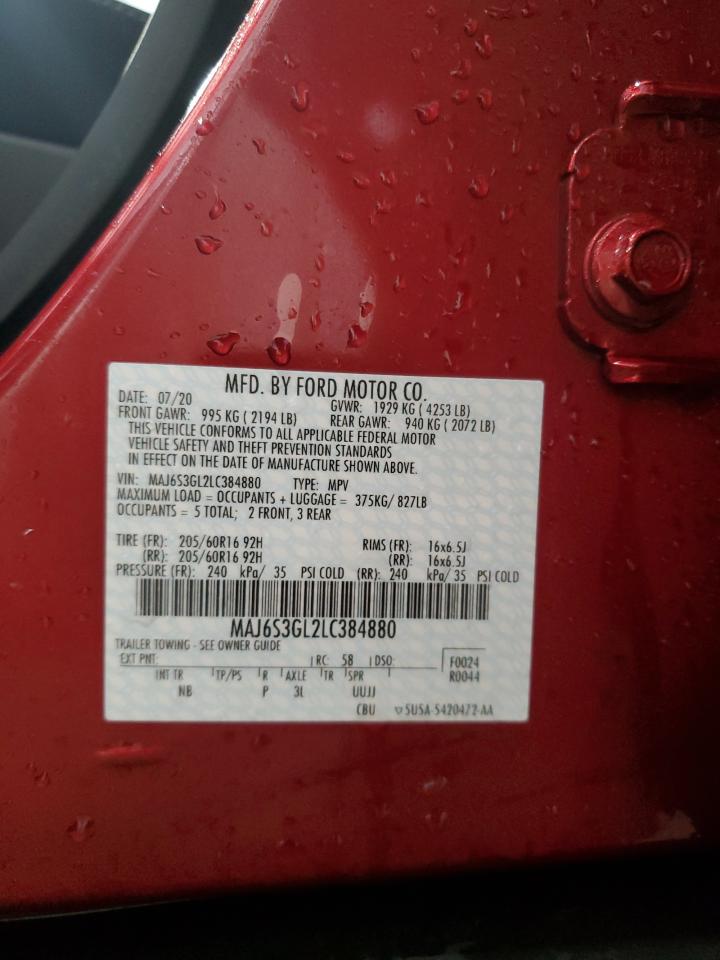 MFD. BY FORD MOTOR CO.
DATE: 07/20 GVWR: 1929 KG ( 4253 LB)
FRONT GAWR: 995 KG ( 2194 LB) REAR GAWR: 940 KG ( 2072 LB)
THIS VEHICLE CONFORMS TO ALL APPLICABLE FEDERAL MOTOR
VEHICLE SAFETY AND THEFT PREVENTION STANDARDS
IN EFFECT ON THE DATE OF MANUFACTURE SHOWN ABOVE.
VIN: MAJ6S3GL2LC384880 TYPE: MPV
MAXIMUM LOAD = OCCUPANTS + LUGGAGE = 375KG/ 827LB
OCCUPANTS = 5 TOTAL; 2 FRONT, 3 REAR
TIRE (FR): 205/60R16 92H RIMS (FR): 16x6.5J
(RR): 205/60R16 92H (RR): 16x6.5J
PRESSURE (FR): 240 kPa/ 35 PSI COLD (RR): 240 kPa/ 35 PSI COLD
MAJ6S3GL2LC384880
TRAILER TOWING - SEE OWNER GUIDE
EXT PNT: RC: 58 DSO: F0024
INT TR TP/PS R AXLE TR SPR R0044
NB P 3L UUJJ
CBU 5USA-5420472-AA